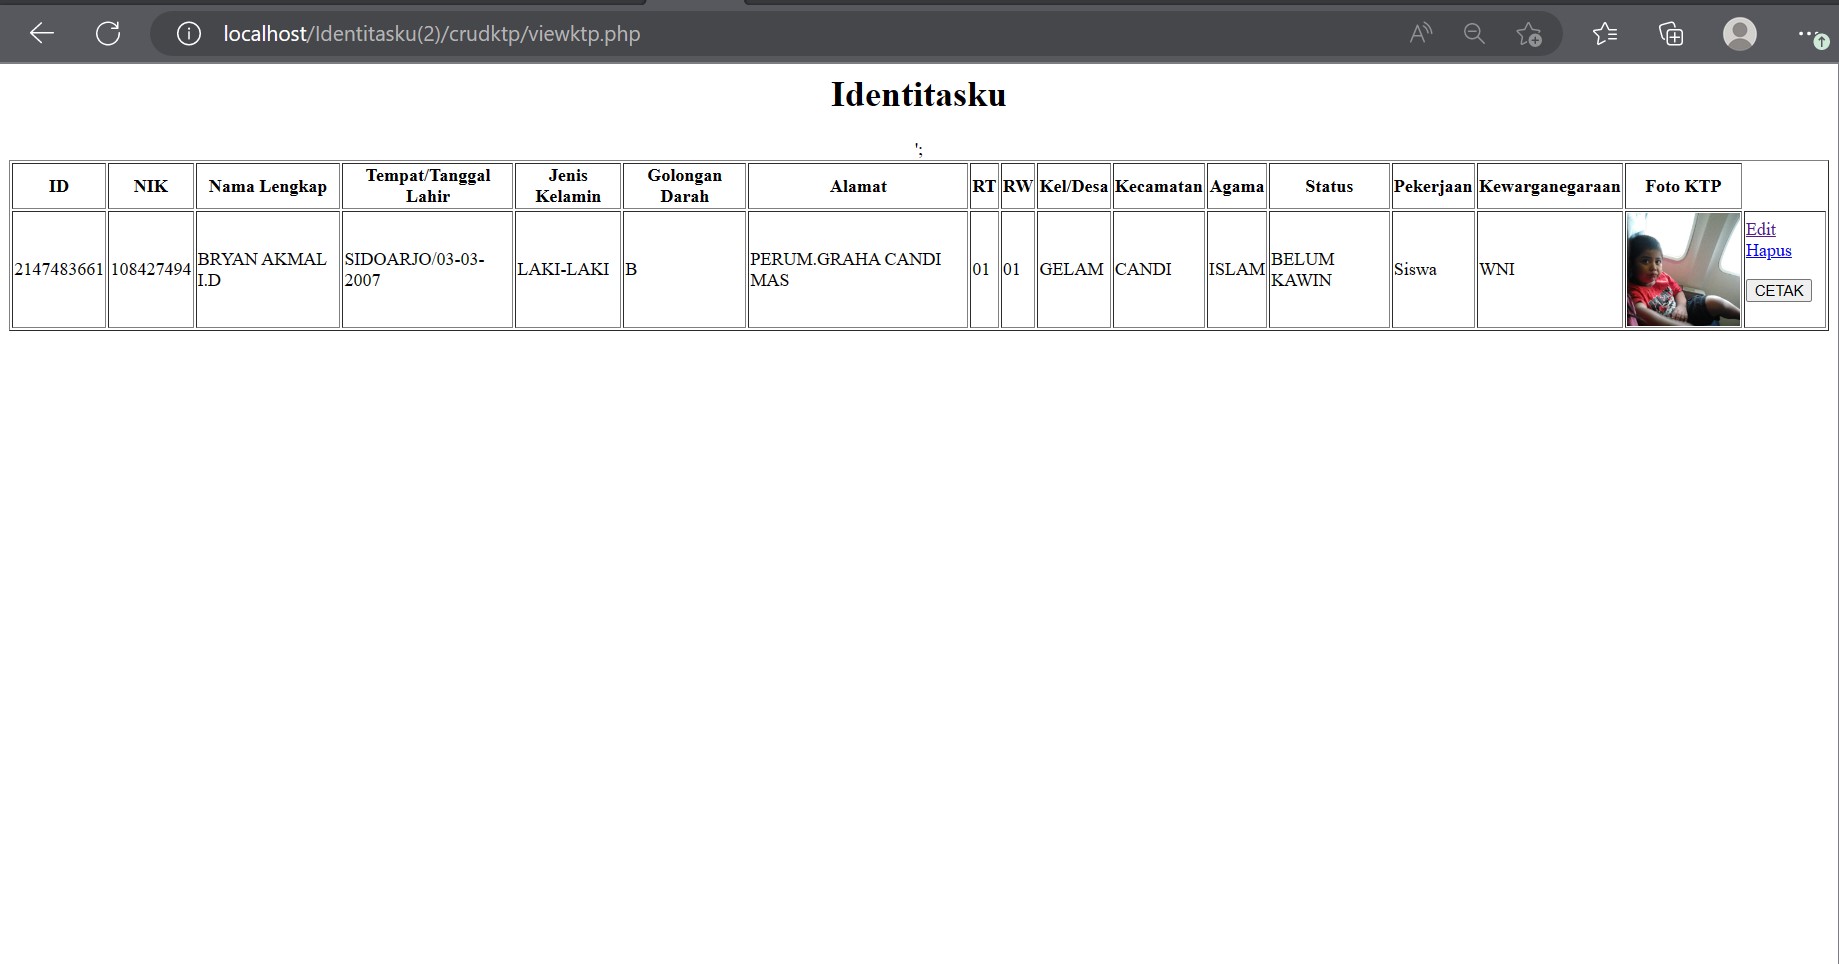 localhost/Identitasku(2)/crudktp/viewktp.php
Identitasku
';
ID NIK Nama Lengkap Tempat/Tanggal Lahir Jenis Kelamin Golongan Darah Alamat RT RW Kel/Desa Kecamatan Agama Status Pekerjaan Kewarganegaraan Foto KTP
2147483661 108427494 BRYAN AKMAL I.D SIDOARJO/03-03-2007 LAKI-LAKI B PERUM.GRAHA CANDI MAS 01 01 GELAM CANDI ISLAM BELUM KAWIN Siswa WNI
Edit
Hapus
CETAK